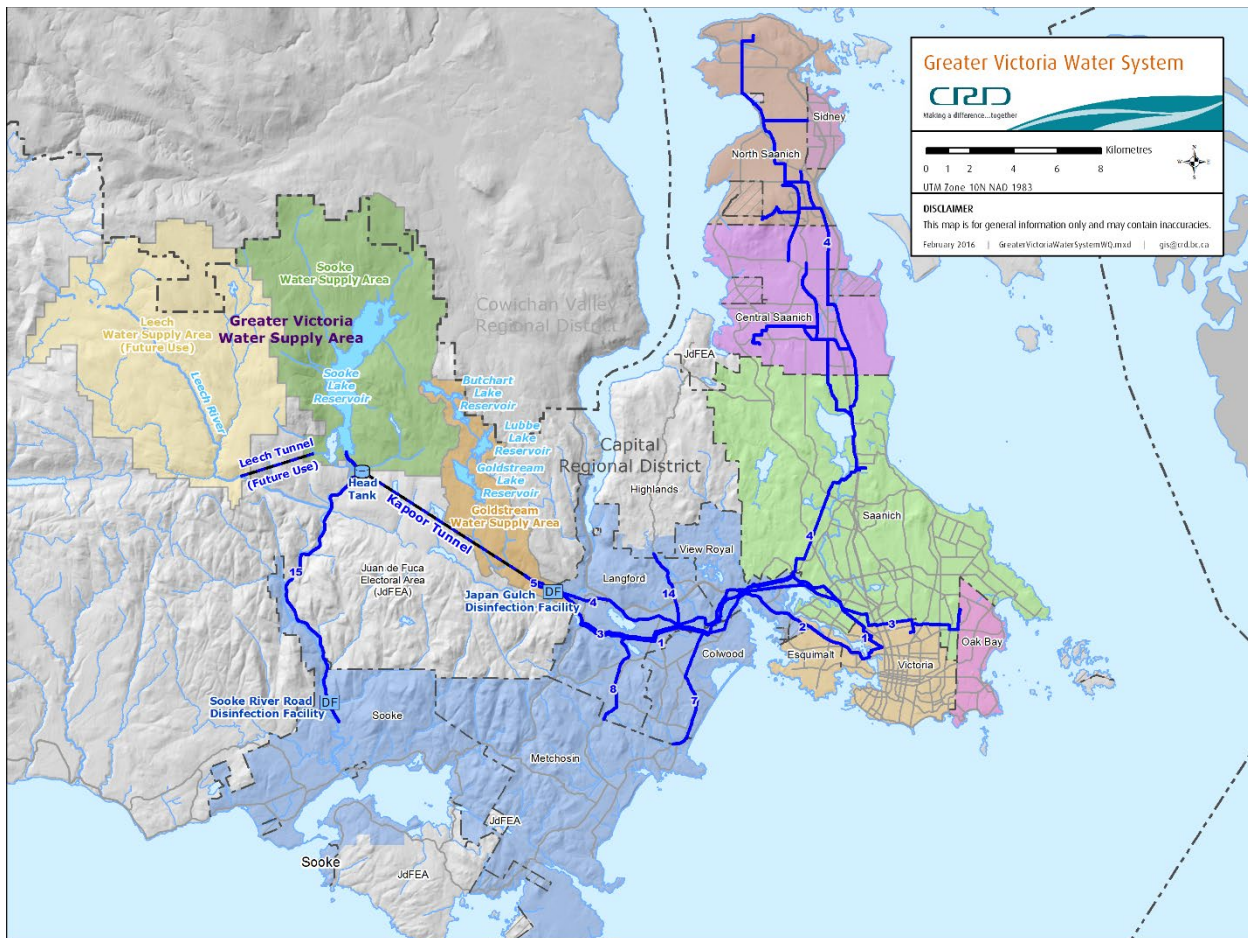 Greater Victoria Water System
CRD
Making a difference...together
Kilometres
0 1 2 4 6 8
UTM Zone 10N NAD 1983
N
W E
S
DISCLAIMER
This map is for general information only and may contain inaccuracies.
February 2016 | GreaterVictoriaWaterSystemWQ.mxd | gis@crd.bc.ca
Sidney
North Saanich
4
Central Saanich
JdFEA
Cowichan Valley
Regional District
Sooke
Water Supply Area
Greater Victoria
Water Supply Area
Leech
Water Supply Area
(Future Use)
Leech River
Sooke
Lake
Reservoir
Butchart
Lake
Reservoir
Lubbe
Lake
Reservoir
Goldstream
Lake
Reservoir
Goldstream
Water Supply Area
Leech Tunnel
(Future Use)
Head
Tank
Kapoor Tunnel
Capital
Regional District
Highlands
Saanich
4
View Royal
Langford
14
15
Juan de Fuca
Electoral Area
(JdFEA)
5
DF
Japan Gulch
Disinfection Facility
4
3
1
2
1
3
Colwood
Esquimalt
Victoria
Oak Bay
8
7
Sooke River Road
Disinfection Facility
DF
Sooke
Metchosin
JdFEA
Sooke
JdFEA